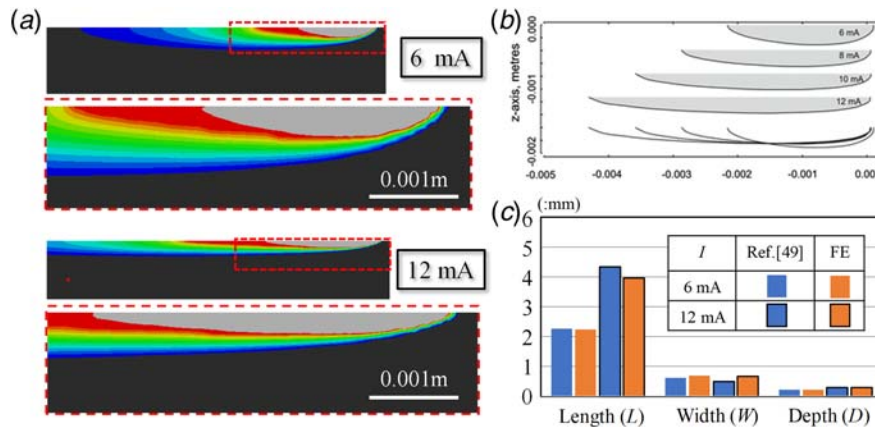 (a)
6 mA
0.001m
12 mA
0.001m
(b)
z-axis, metres
0.000
-0.001
-0.002
6 mA
8 mA
10 mA
12 mA
-0.005 -0.004 -0.003 -0.002 -0.001 0.00
(c)
(:mm)
6
5
4
3
2
1
0
I Ref.[49] FE
6 mA
12 mA
Length (L) Width (W) Depth (D)